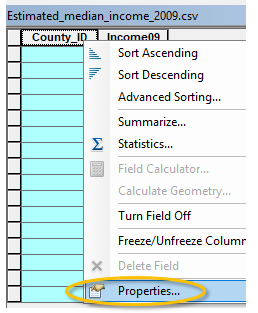 Estimated_median_income_2009.csv
County_ID Income09
Sort Ascending
Sort Descending
Advanced Sorting...
Summarize...
Σ Statistics...
Field Calculator...
Calculate Geometry...
Turn Field Off
Freeze/Unfreeze Column
Delete Field
Properties...